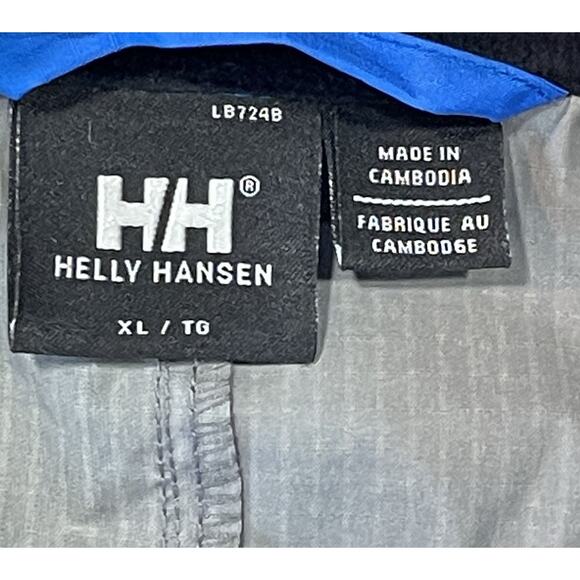 LB724B
HH®
HELLY HANSEN
XL / TG
MADE IN
CAMBODIA
FABRIQUE AU
CAMBODGE